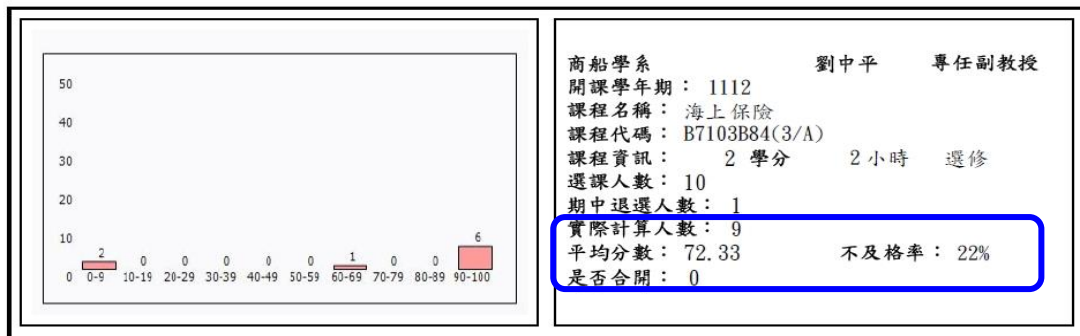 50
40
30
20
10
0
2 0 0 0 0 0 1 0 0 6
0-9 10-19 20-29 30-39 40-49 50-59 60-69 70-79 80-89 90-100
商船學系 劉中平 專任副教授
開課學年期： 1112
課程名稱： 海上保險
課程代碼： B7103B84(3/A)
課程資訊： 2 學分 2小時 選修
選課人數： 10
期中退選人數： 1
實際計算人數： 9
平均分數： 72.33 不及格率： 22%
是否合開： 0